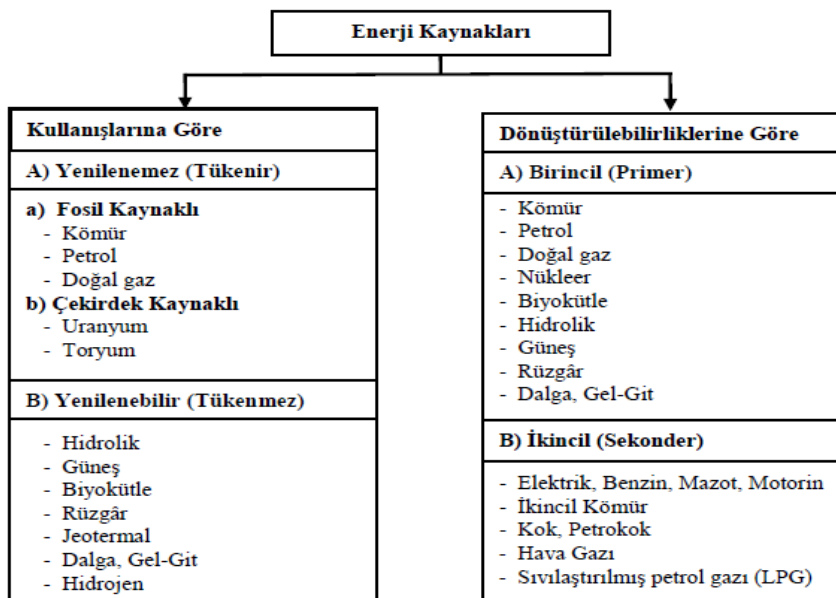 Enerji Kaynakları
Kullanışlarına Göre
A) Yenilenemez (Tükenir)
a) Fosil Kaynaklı
- Kömür
- Petrol
- Doğal gaz
b) Çekirdek Kaynaklı
- Uranyum
- Toryum
B) Yenilenebilir (Tükenmez)
- Hidrolik
- Güneş
- Biyokütle
- Rüzgâr
- Jeotermal
- Dalga, Gel-Git
- Hidrojen
Dönüştürülebilirliklerine Göre
A) Birincil (Primer)
- Kömür
- Petrol
- Doğal gaz
- Nükleer
- Biyokütle
- Hidrolik
- Güneş
- Rüzgâr
- Dalga, Gel-Git
B) İkincil (Sekonder)
- Elektrik, Benzin, Mazot, Motorin
- İkincil Kömür
- Kok, Petrokok
- Hava Gazı
- Sıvılaştırılmış petrol gazı (LPG)